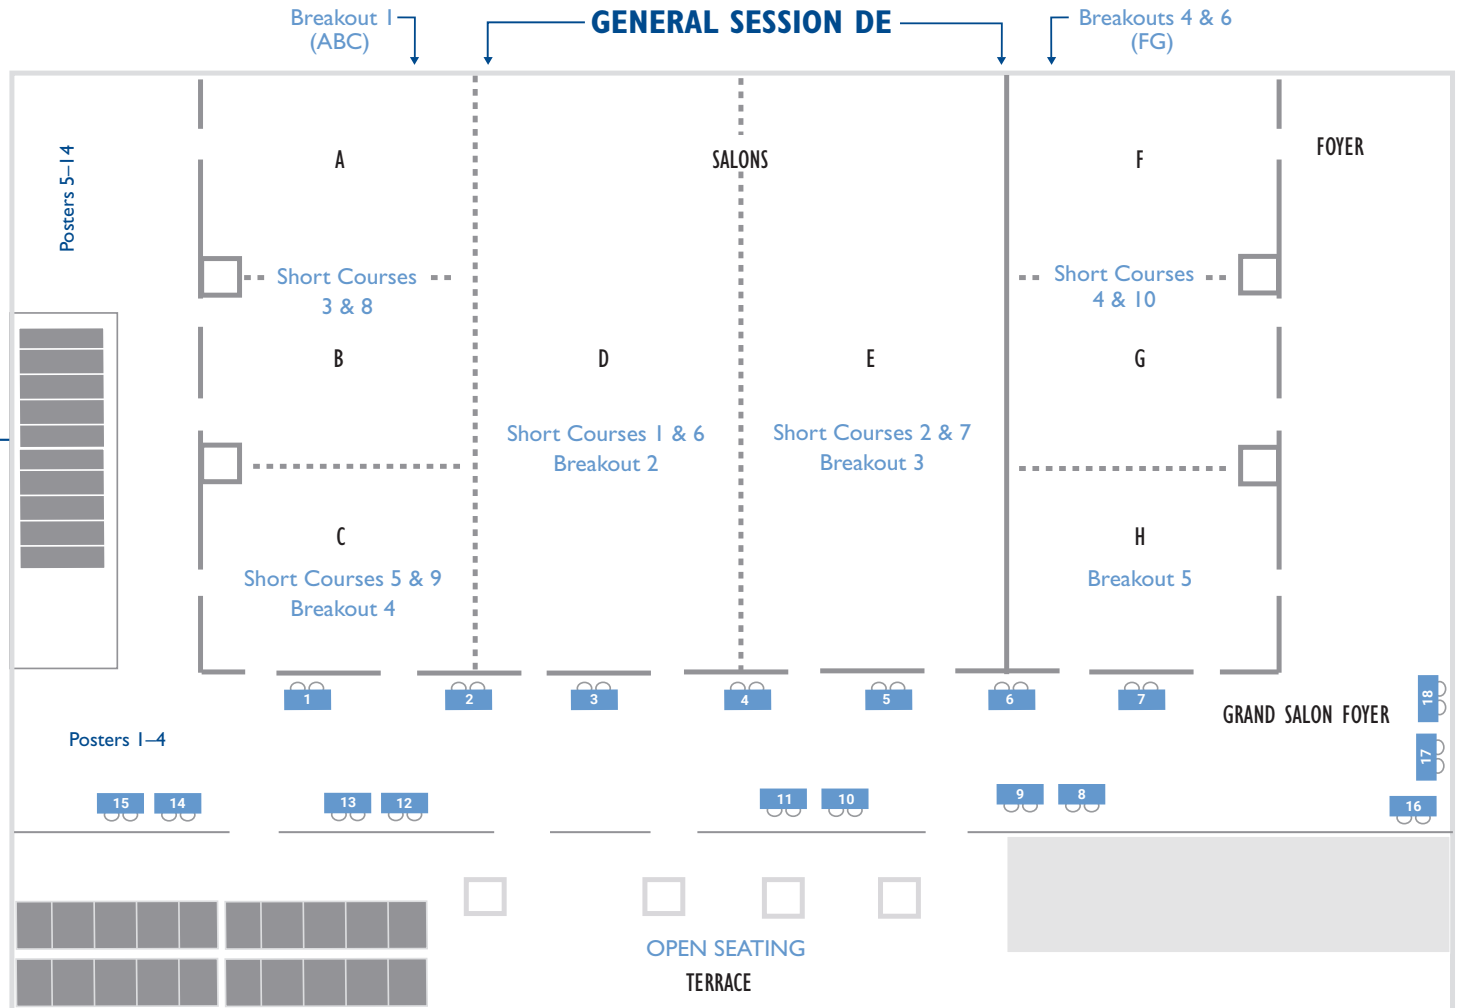 Breakout 1
(ABC)
GENERAL SESSION DE
Breakouts 4 & 6
(FG)
Posters 5–14
A
SALONS
F
FOYER
Short Courses
3 & 8
Short Courses
4 & 10
B
D
E
G
Short Courses 1 & 6
Breakout 2
Short Courses 2 & 7
Breakout 3
C
Short Courses 5 & 9
Breakout 4
H
Breakout 5
1
2
3
4
5
6
7
18
GRAND SALON FOYER
17
Posters 1–4
15
14
13
12
11
10
9
8
16
OPEN SEATING
TERRACE